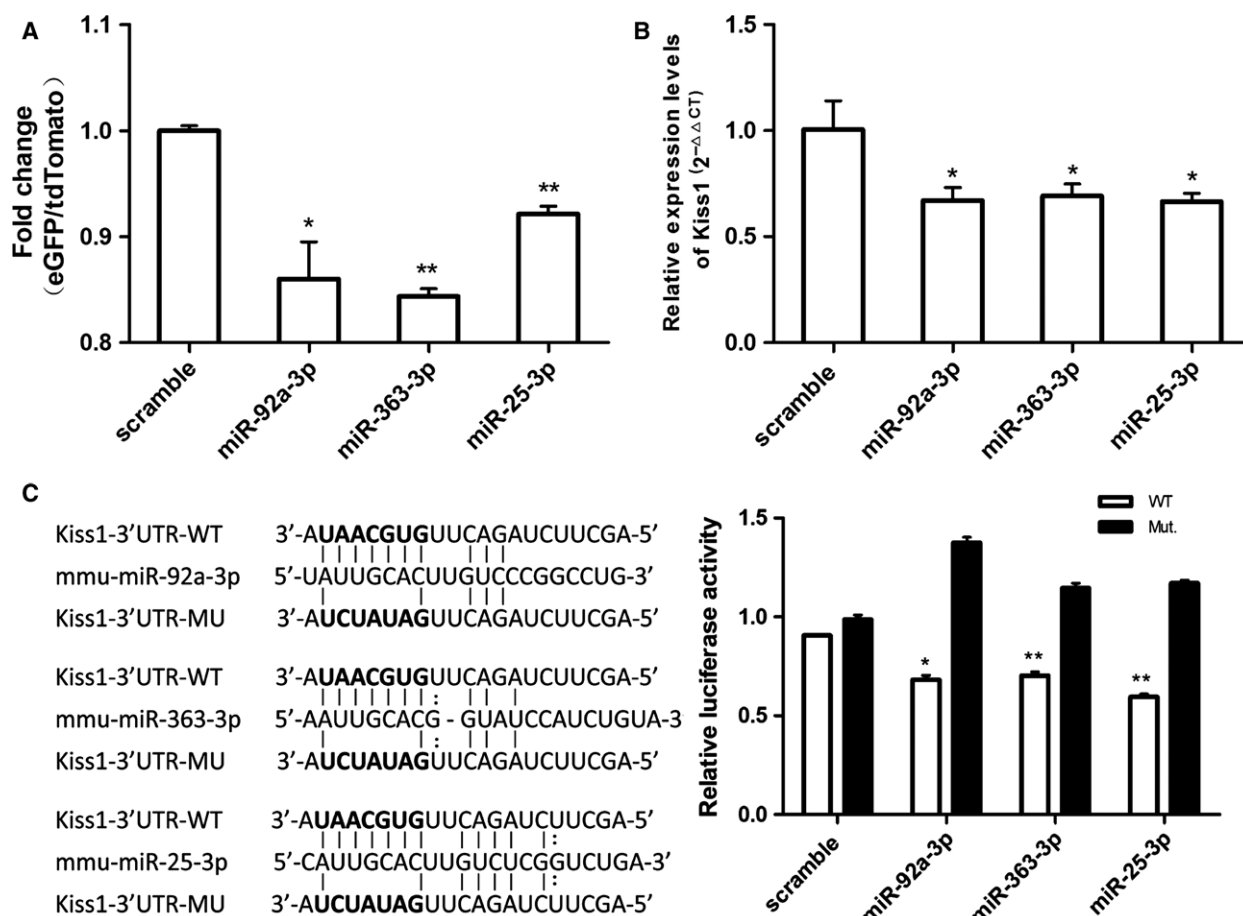 A
Fold change
(eGFP/tdTomato)
1.1
1.0
0.9
0.8
*
**
**
scramble
miR-92a-3p
miR-363-3p
miR-25-3p
B
Relative expression levels
of Kiss1 (2-△△CT)
1.5
1.0
0.5
0.0
*
*
*
scramble
miR-92a-3p
miR-363-3p
miR-25-3p
C
Kiss1-3’UTR-WT 3’-AUAACGUGUUCAGAUCUUCGA-5’
mmu-miR-92a-3p 5’-UAUUGCACUUGUCCCGGCCUG-3’
Kiss1-3’UTR-MU 3’-AUCUAUAGUUCAGAUCUUCGA-5’
Kiss1-3’UTR-WT 3’-AUAACGUGUUCAGAUCUUCGA-5’
mmu-miR-363-3p 5’-AAUUGCACG-GUAUCCAUCUGUA-3
Kiss1-3’UTR-MU 3’-AUCUAUAGUUCAGAUCUUCGA-5’
Kiss1-3’UTR-WT 3’-AUAACGUGUUCAGAUCUUCGA-5’
mmu-miR-25-3p 5’-CAUUGCACUUGUCUCGGUCUGA-3’
Kiss1-3’UTR-MU 3’-AUCUAUAGUUCAGAUCUUCGA-5’
WT
Mut.
Relative luciferase activity
1.5
1.0
0.5
0.0
*
**
**
scramble
miR-92a-3p
miR-363-3p
miR-25-3p